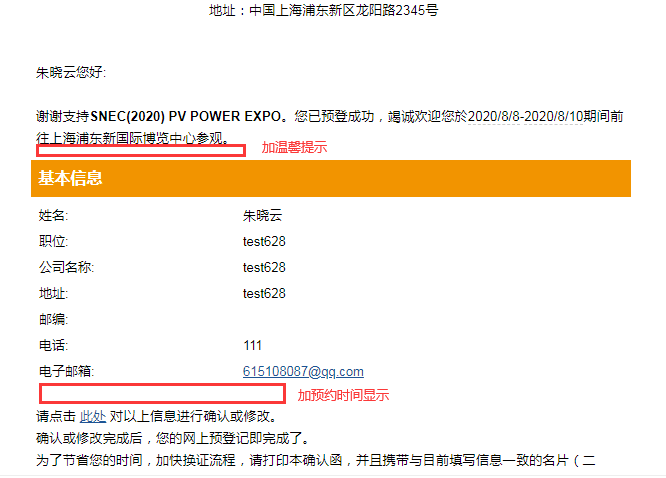 地址：中国上海浦东新区龙阳路2345号
朱晓云您好:
谢谢支持SNEC(2020) PV POWER EXPO。您已预登成功，竭诚欢迎您於2020/8/8-2020/8/10期间前
往上海浦东新国际博览中心参观。
加温馨提示
基本信息
姓名: 朱晓云
职位: test628
公司名称: test628
地址: test628
邮编:
电话: 111
电子邮箱: 615108087@qq.com
加预约时间显示
请点击 此处 对以上信息进行确认或修改。
确认或修改完成后，您的网上预登记即完成了。
为了节省您的时间，加快换证流程，请打印本确认函，并且携带与目前填写信息一致的名片（二